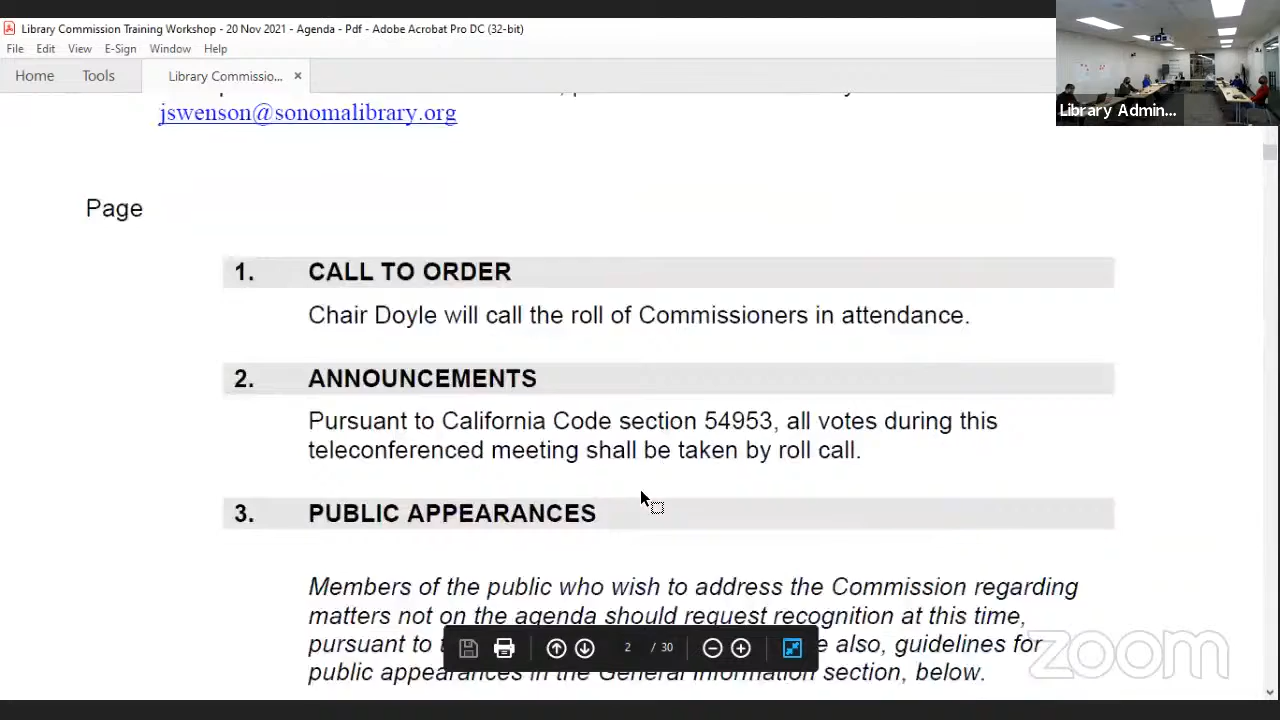 Library Commission Training Workshop - 20 Nov 2021 - Agenda - Pdf - Adobe Acrobat Pro DC (32-bit)
File Edit View E-Sign Window Help
Home Tools Library Commissio... ×
jswenson@sonomalibrary.org
Library Admin...
Page
1. CALL TO ORDER
Chair Doyle will call the roll of Commissioners in attendance.
2. ANNOUNCEMENTS
Pursuant to California Code section 54953, all votes during this
teleconferenced meeting shall be taken by roll call.
3. PUBLIC APPEARANCES
Members of the public who wish to address the Commission regarding
matters not on the agenda should request recognition at this time,
pursuant to also, guidelines for
public appearances in the General Information section, below.
2 / 30
zoom